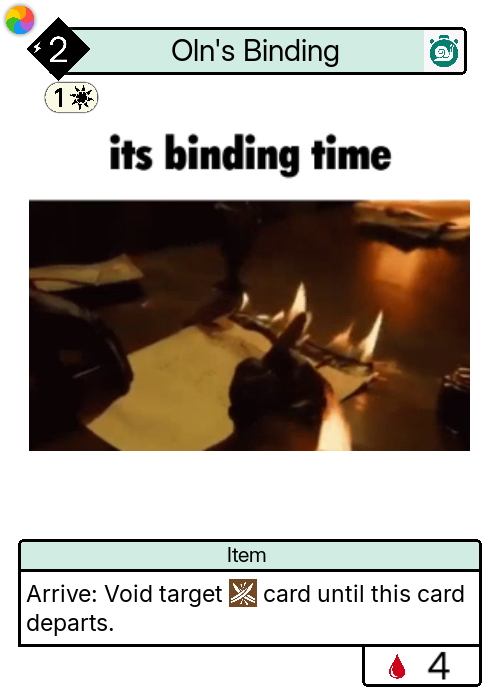 2
Oln's Binding
1
its binding time
Item
Arrive: Void target card until this card
departs.
4